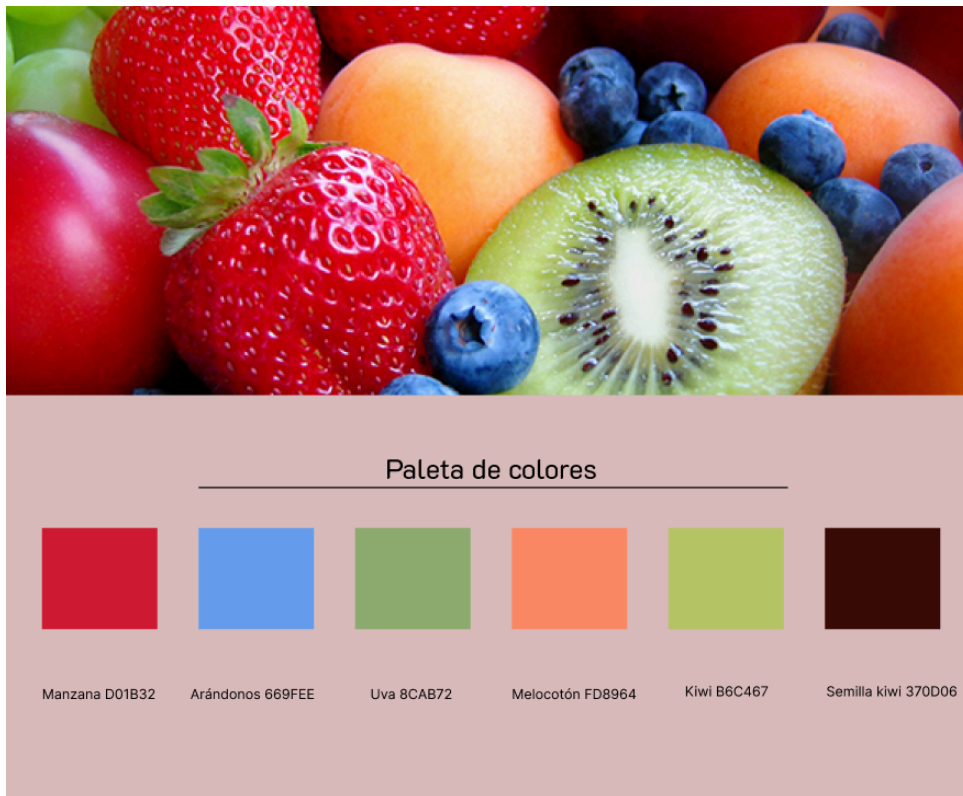 Paleta de colores
Manzana D01B32
Arándonos 669FEE
Uva 8CAB72
Melocotón FD8964
Kiwi B6C467
Semilla kiwi 370D06